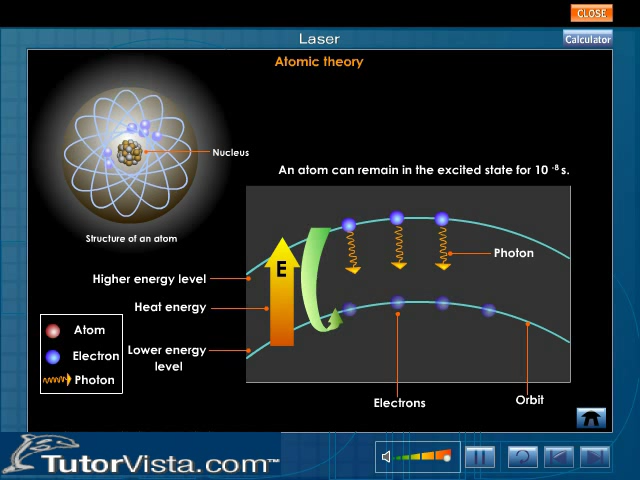 CLOSE
Laser
Calculator
Atomic theory
Nucleus
An atom can remain in the excited state for 10 -8 s.
Structure of an atom
E
Photon
Higher energy level
Heat energy
Lower energy
level
Atom
Electron
Photon
Electrons
Orbit
TutorVista.com™